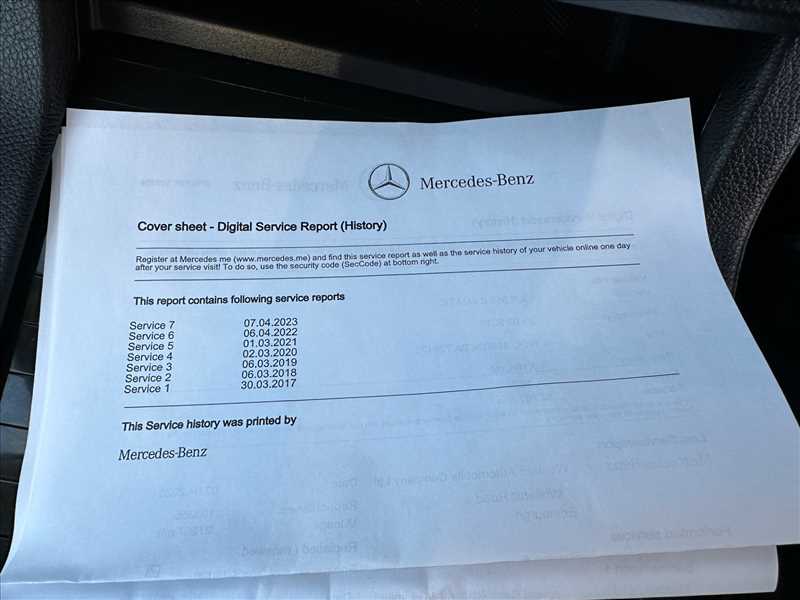 Mercedes-Benz
Cover sheet - Digital Service Report (History)
Register at Mercedes me (www.mercedes.me) and find this service report as well as the service history of your vehicle online one day
after your service visit! To do so, use the security code (SecCode) at bottom right.
This report contains following service reports
Service 7 07.04.2023
Service 6 06.04.2022
Service 5 01.03.2021
Service 4 02.03.2020
Service 3 06.03.2019
Service 2 06.03.2018
Service 1 30.03.2017
This Service history was printed by
Mercedes-Benz